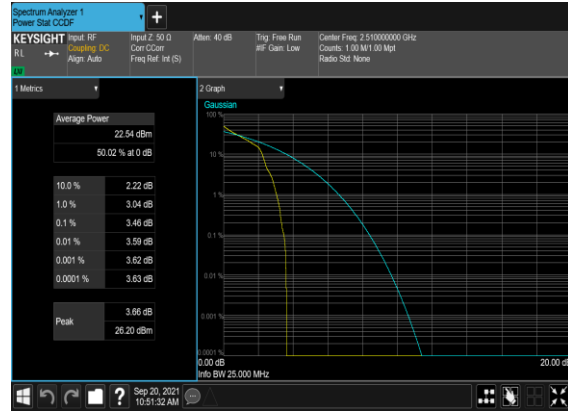 Spectrum Analyzer 1
Power Stat CCDF
KEYSIGHT
R L
LXI
Input: RF
Coupling: DC
Align: Auto
Input Z: 50 Ω
Corr CCorr
Freq Ref: Int (S)
Atten: 40 dB
Trig: Free Run
#IF Gain: Low
Center Freq: 2.510000000 GHz
Counts: 1.00 M/1.00 Mpt
Radio Std: None
1 Metrics
Average Power
22.54 dBm
50.02 % at 0 dB
10.0 % 2.22 dB
1.0 % 3.04 dB
0.1 % 3.46 dB
0.01 % 3.59 dB
0.001 % 3.62 dB
0.0001 % 3.63 dB
Peak
3.66 dB
26.20 dBm
2 Graph
Gaussian
100 %
10 %
1 %
0.1 %
0.01 %
0.001 %
0.0001 %
0.00 dB
20.00 dB
Info BW 25.000 MHz
Sep 20, 2021
10:51:32 AM